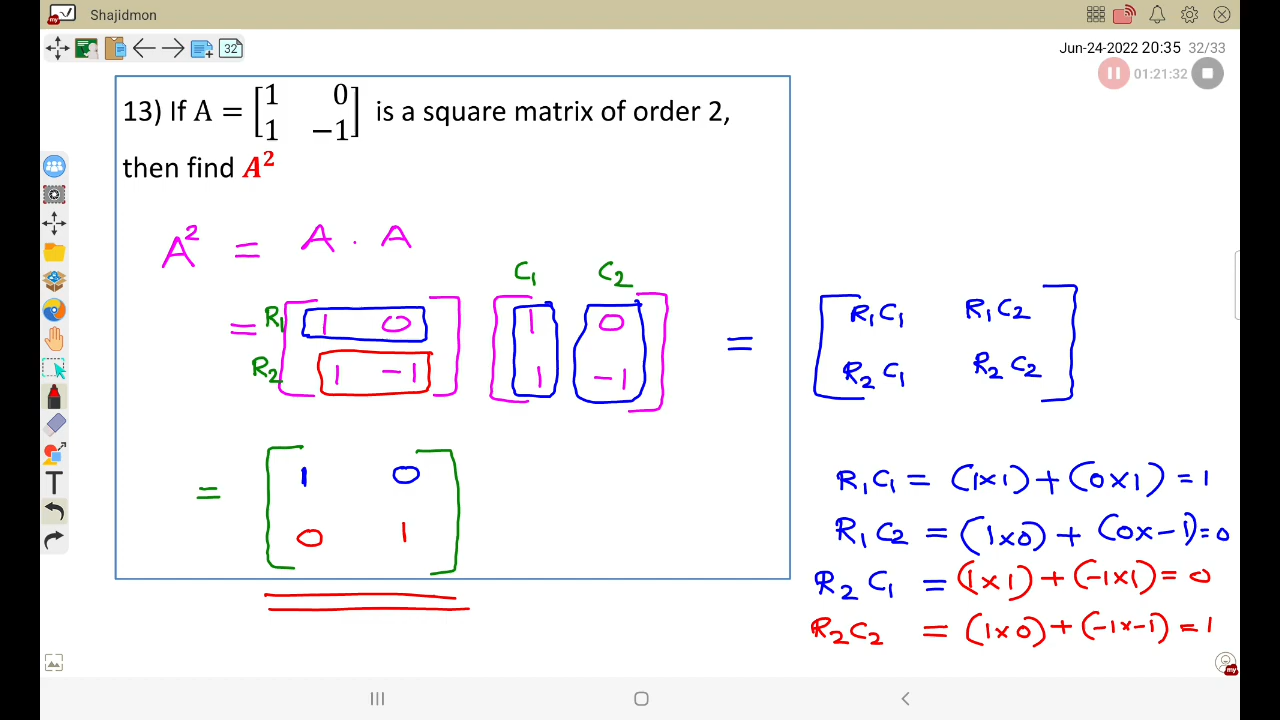 Shajidmon
32
Jun-24-2022 20:35 32/33
01:21:32
13) If A = [1 0
1 −1] is a square matrix of order 2,
then find A²
A² = A . A
C₁ C₂
= R₁ [1 0] [1 0] = [R₁C₁ R₁C₂]
R₂ [1 −1] [1 −1] [R₂C₁ R₂C₂]
= [1 0
0 1]
R₁C₁ = (1×1) + (0×1) = 1
R₁C₂ = (1×0) + (0×−1) = 0
R₂C₁ = (1×1) + (−1×1) = 0
R₂C₂ = (1×0) + (−1×−1) = 1
T